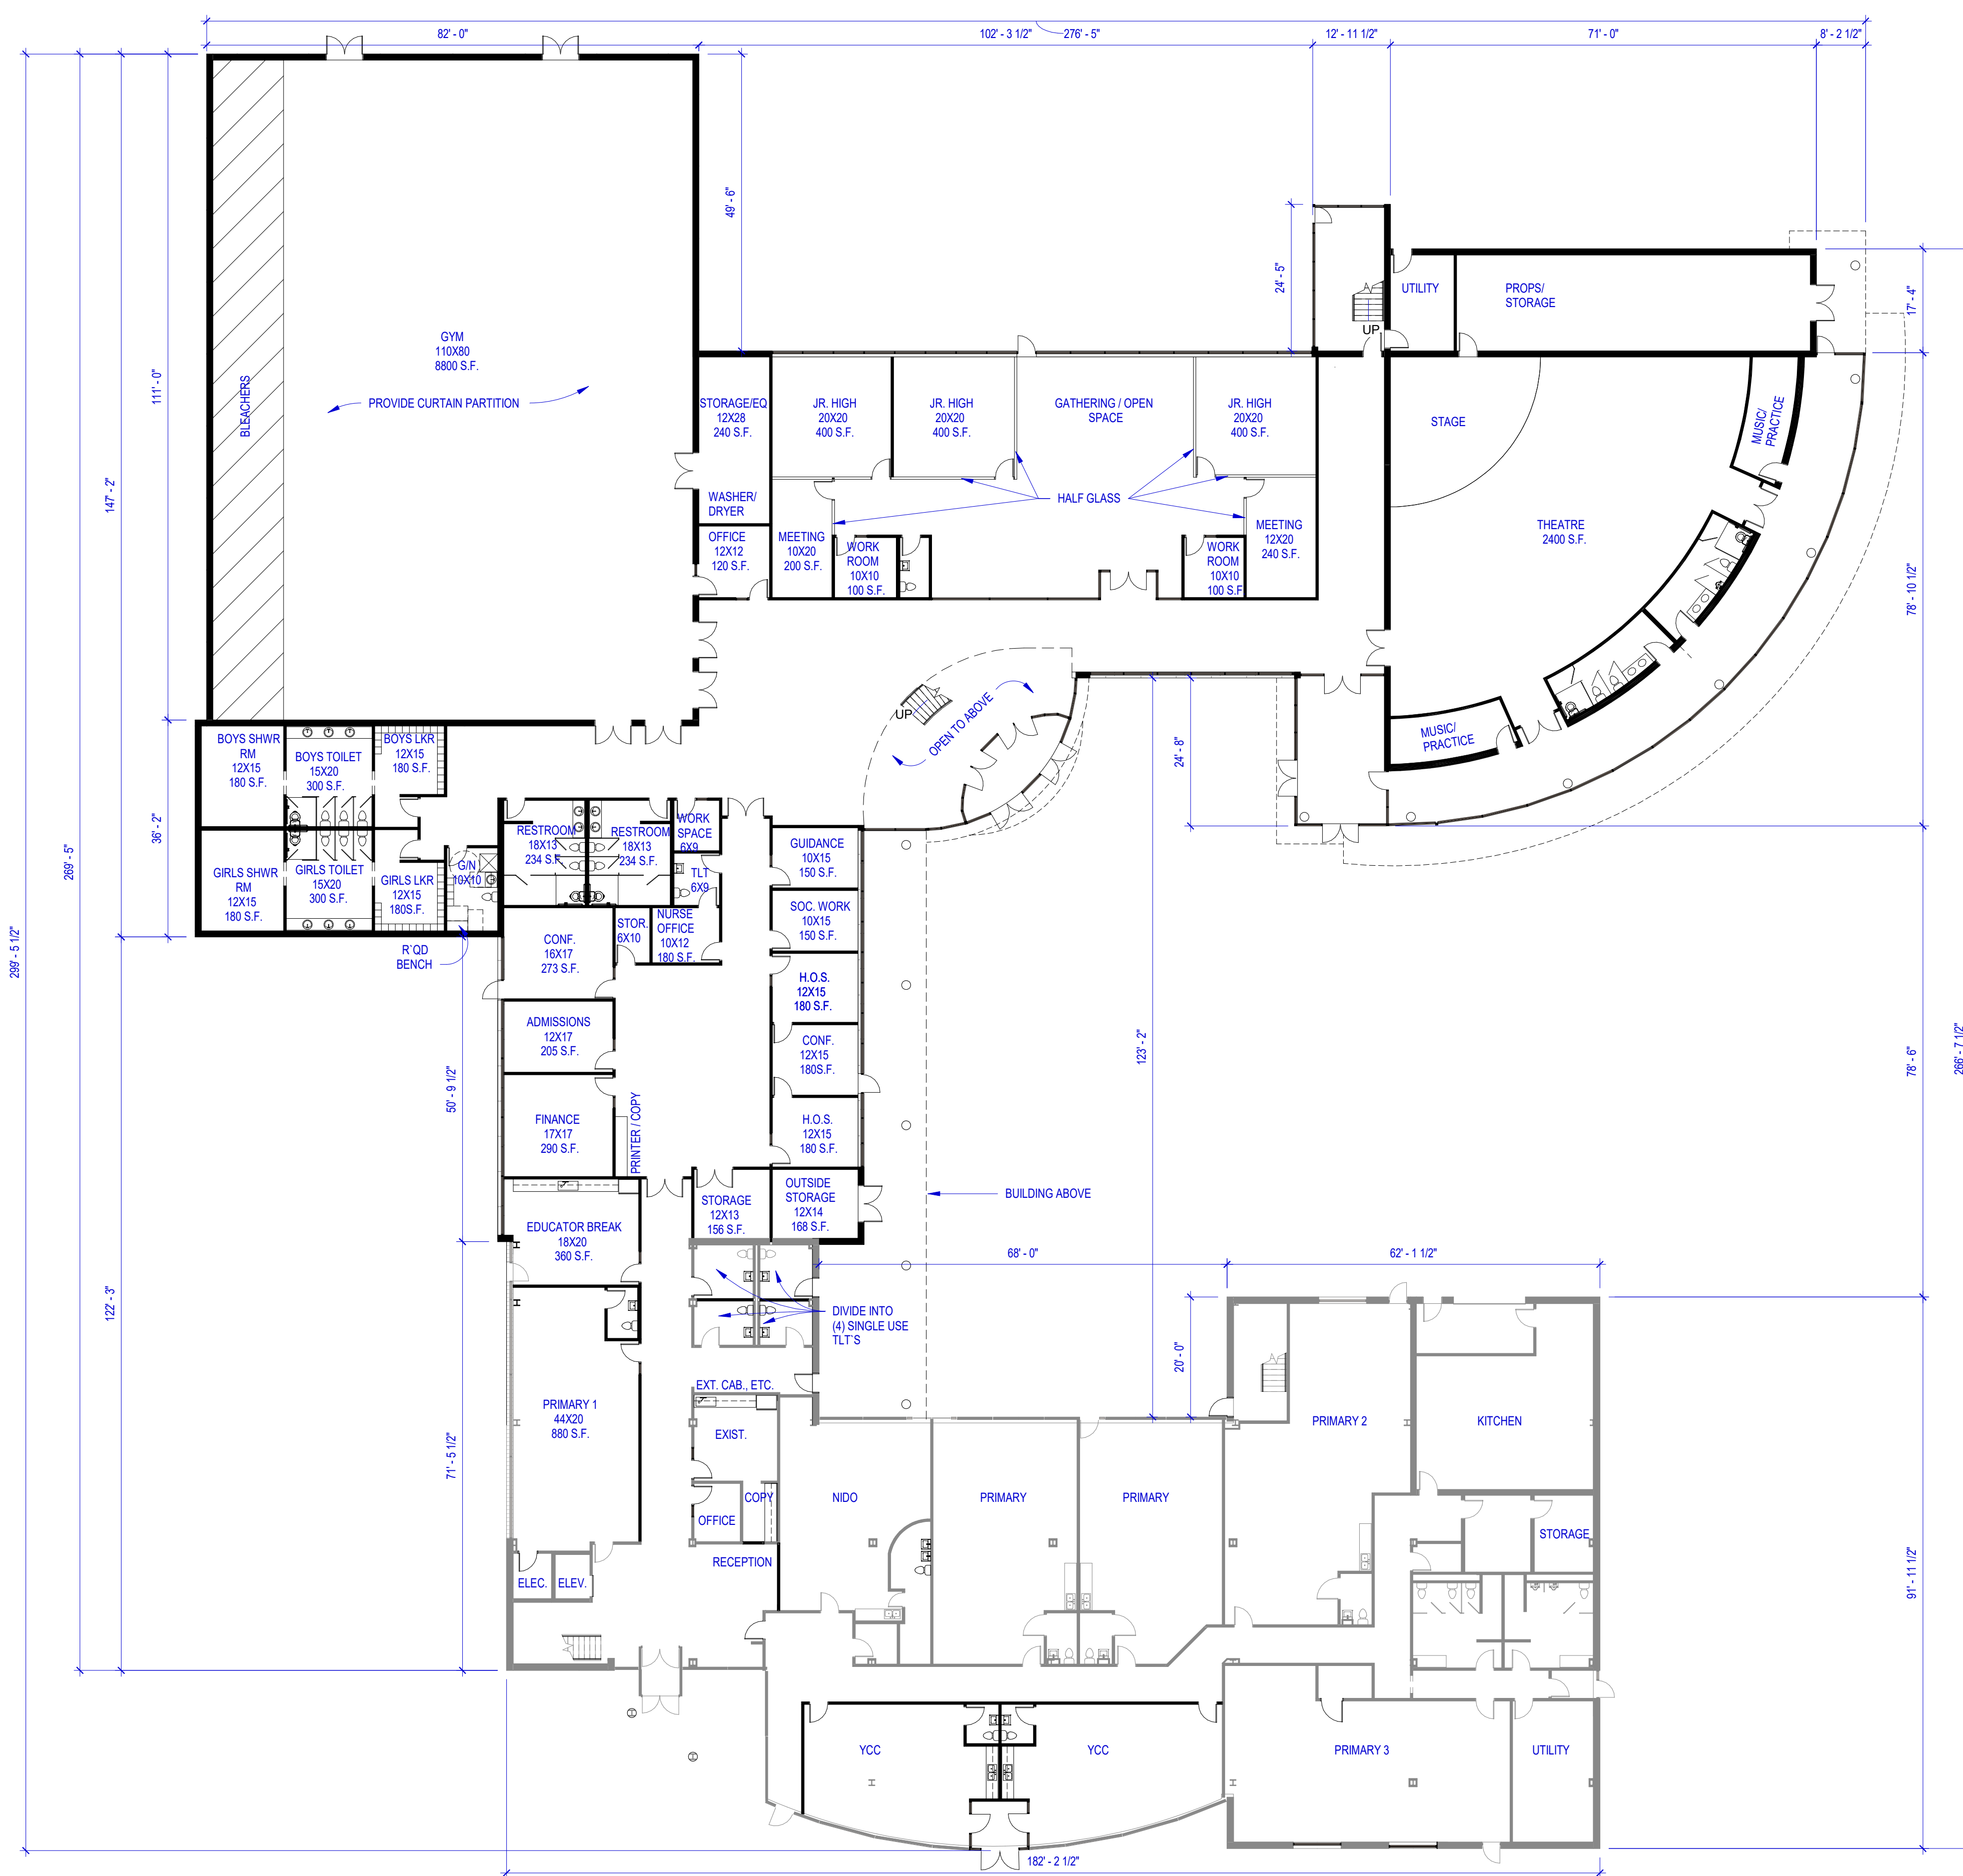 82' - 0"
102' - 3 1/2"
276' - 5"
12' - 11 1/2"
71' - 0"
8' - 2 1/2"
49' - 6"
24' - 5"
17' - 4"
111' - 0"
147' - 2"
269' - 5"
299' - 5 1/2"
36' - 2"
122' - 3"
50' - 9 1/2"
71' - 5 1/2"
78' - 10 1/2"
78' - 6"
266' - 7 1/2"
91' - 11 1/2"
24' - 8"
123' - 2"
20' - 0"
68' - 0"
62' - 1 1/2"
182' - 2 1/2"
BLEACHERS
GYM
110X80
8800 S.F.
PROVIDE CURTAIN PARTITION
STORAGE/EQ
12X28
240 S.F.
WASHER/
DRYER
OFFICE
12X12
120 S.F.
JR. HIGH
20X20
400 S.F.
JR. HIGH
20X20
400 S.F.
GATHERING / OPEN
SPACE
JR. HIGH
20X20
400 S.F.
HALF GLASS
MEETING
10X20
200 S.F.
WORK
ROOM
10X10
100 S.F.
WORK
ROOM
10X10
100 S.F
MEETING
12X20
240 S.F.
UP
UTILITY
PROPS/
STORAGE
STAGE
MUSIC/
PRACTICE
THEATRE
2400 S.F.
MUSIC/
PRACTICE
UP
OPEN TO ABOVE
BOYS SHWR
RM
12X15
180 S.F.
BOYS TOILET
15X20
300 S.F.
BOYS LKR
12X15
180 S.F.
GIRLS SHWR
RM
12X15
180 S.F.
GIRLS TOILET
15X20
300 S.F.
GIRLS LKR
12X15
180S.F.
G/N
10X10
R`QD
BENCH
RESTROOM
18X13
234 S.F.
RESTROOM
18X13
234 S.F.
WORK
SPACE
6X9
TLT
6X9
STOR.
6X10
NURSE
OFFICE
10X12
180 S.F.
GUIDANCE
10X15
150 S.F.
SOC. WORK
10X15
150 S.F.
H.O.S.
12X15
180 S.F.
CONF.
12X15
180S.F.
H.O.S.
12X15
180 S.F.
CONF.
16X17
273 S.F.
ADMISSIONS
12X17
205 S.F.
FINANCE
17X17
290 S.F.
PRINTER / COPY
STORAGE
12X13
156 S.F.
OUTSIDE
STORAGE
12X14
168 S.F.
BUILDING ABOVE
EDUCATOR BREAK
18X20
360 S.F.
DIVIDE INTO
(4) SINGLE USE
TLT`S
PRIMARY 1
44X20
880 S.F.
EXT. CAB., ETC.
EXIST.
COPY
OFFICE
RECEPTION
ELEC.
ELEV.
NIDO
PRIMARY
PRIMARY
PRIMARY 2
KITCHEN
STORAGE
YCC
YCC
PRIMARY 3
UTILITY